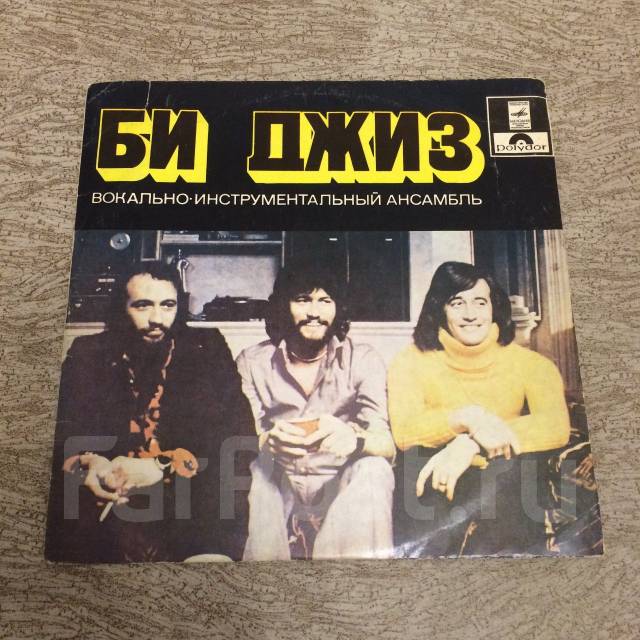 БИ ДЖИЗ
ВОКАЛЬНО-ИНСТРУМЕНТАЛЬНЫЙ АНСАМБЛЬ
polydor
FarPost.ru